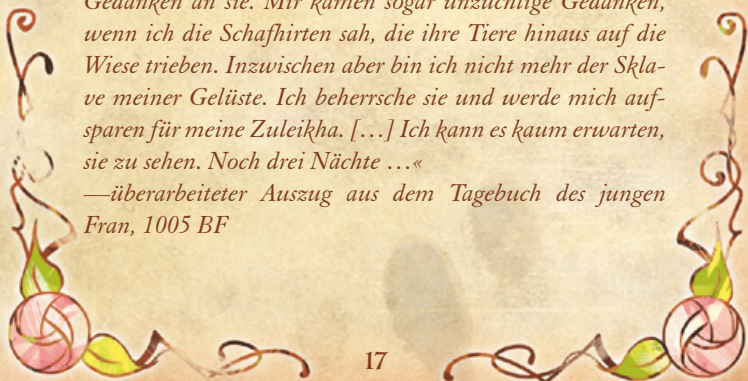 Gedanken an sie. Mir kamen sogar unzüchtige Gedanken,
wenn ich die Schafhirten sah, die ihre Tiere hinaus auf die
Wiese trieben. Inzwischen aber bin ich nicht mehr der Skla-
ve meiner Gelüste. Ich beherrsche sie und werde mich auf-
sparen für meine Zuleikha. […] Ich kann es kaum erwarten,
sie zu sehen. Noch drei Nächte …«
—überarbeiteter Auszug aus dem Tagebuch des jungen
Fran, 1005 BF
17